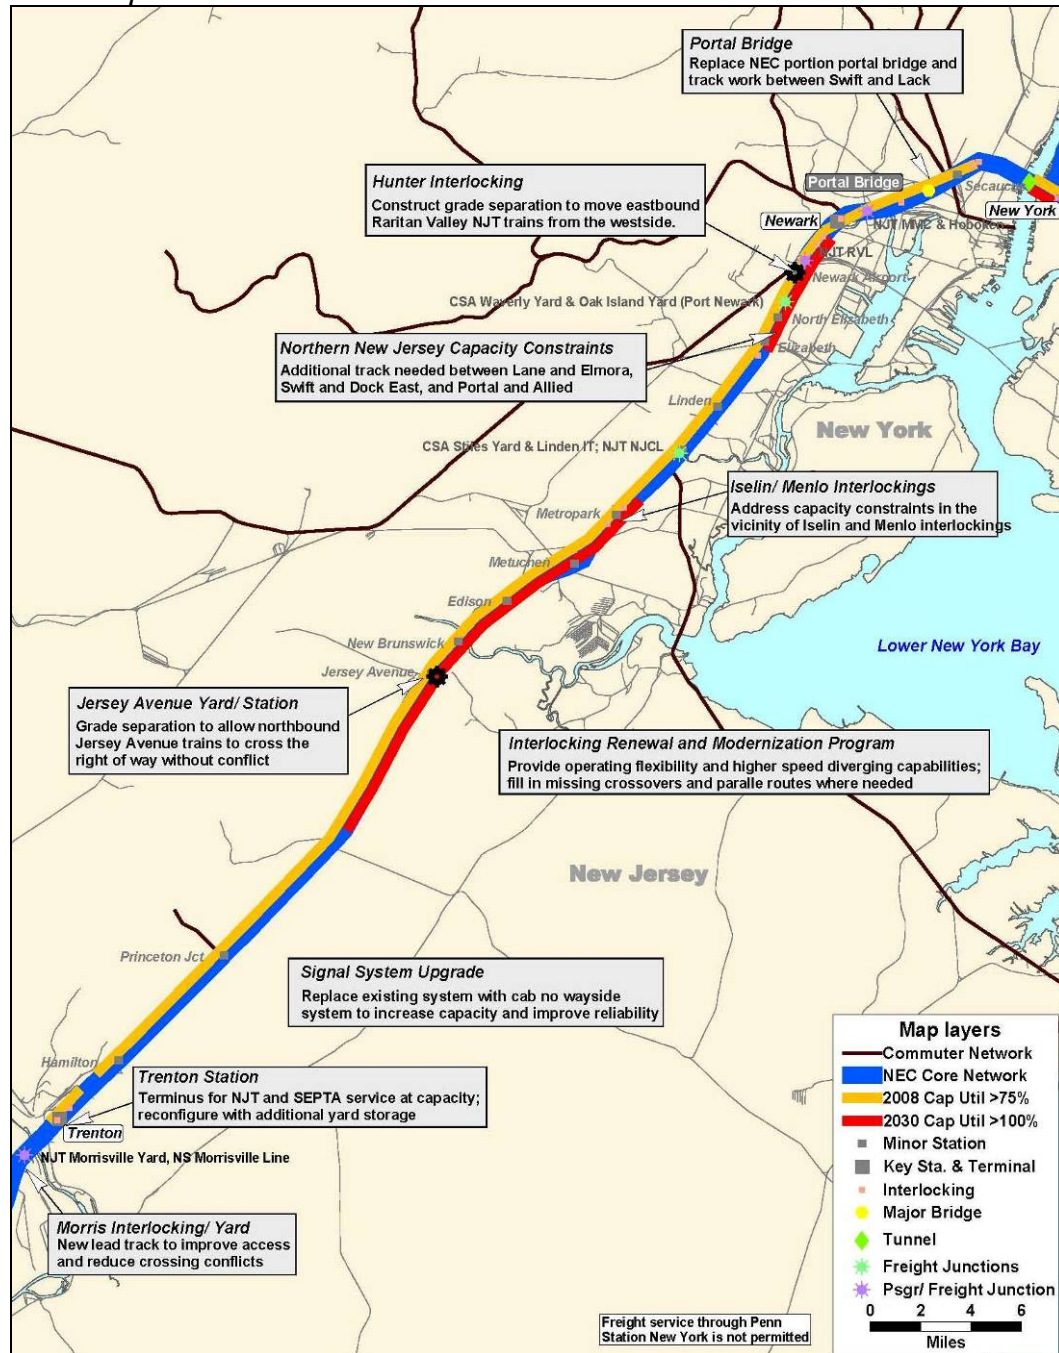 Portal Bridge
Replace NEC portion portal bridge and
track work between Swift and Lack
Hunter Interlocking
Construct grade separation to move eastbound
Raritan Valley NJT trains from the westside.
Portal Bridge
Secaucus
New York
Newark
NJT MMC & Hoboken
NJT RVL
Newark Airport
CSA Waverly Yard & Oak Island Yard (Port Newark)
North Elizabeth
Northern New Jersey Capacity Constraints
Additional track needed between Lane and Elmora,
Swift and Dock East, and Portal and Allied
Elizabeth
Linden
New York
CSA Stiles Yard & Linden IT; NJT NJCL
Iselin/ Menlo Interlockings
Address capacity constraints in the
vicinity of Iselin and Menlo interlockings
Metropark
Metuchen
Edison
New Brunswick
Lower New York Bay
Jersey Avenue
Jersey Avenue Yard/ Station
Grade separation to allow northbound
Jersey Avenue trains to cross the
right of way without conflict
Interlocking Renewal and Modernization Program
Provide operating flexibility and higher speed diverging capabilities;
fill in missing crossovers and paralle routes where needed
New Jersey
Princeton Jct
Signal System Upgrade
Replace existing system with cab no wayside
system to increase capacity and improve reliability
Hamilton
Trenton Station
Terminus for NJT and SEPTA service at capacity;
reconfigure with additional yard storage
Trenton
NJT Morrisville Yard, NS Morrisville Line
Morris Interlocking/ Yard
New lead track to improve access
and reduce crossing conflicts
Map layers
Commuter Network
NEC Core Network
2008 Cap Util >75%
2030 Cap Util >100%
Minor Station
Key Sta. & Terminal
Interlocking
Major Bridge
Tunnel
Freight Junctions
Psgr/ Freight Junction
0 2 4 6
Miles
Freight service through Penn
Station New York is not permitted